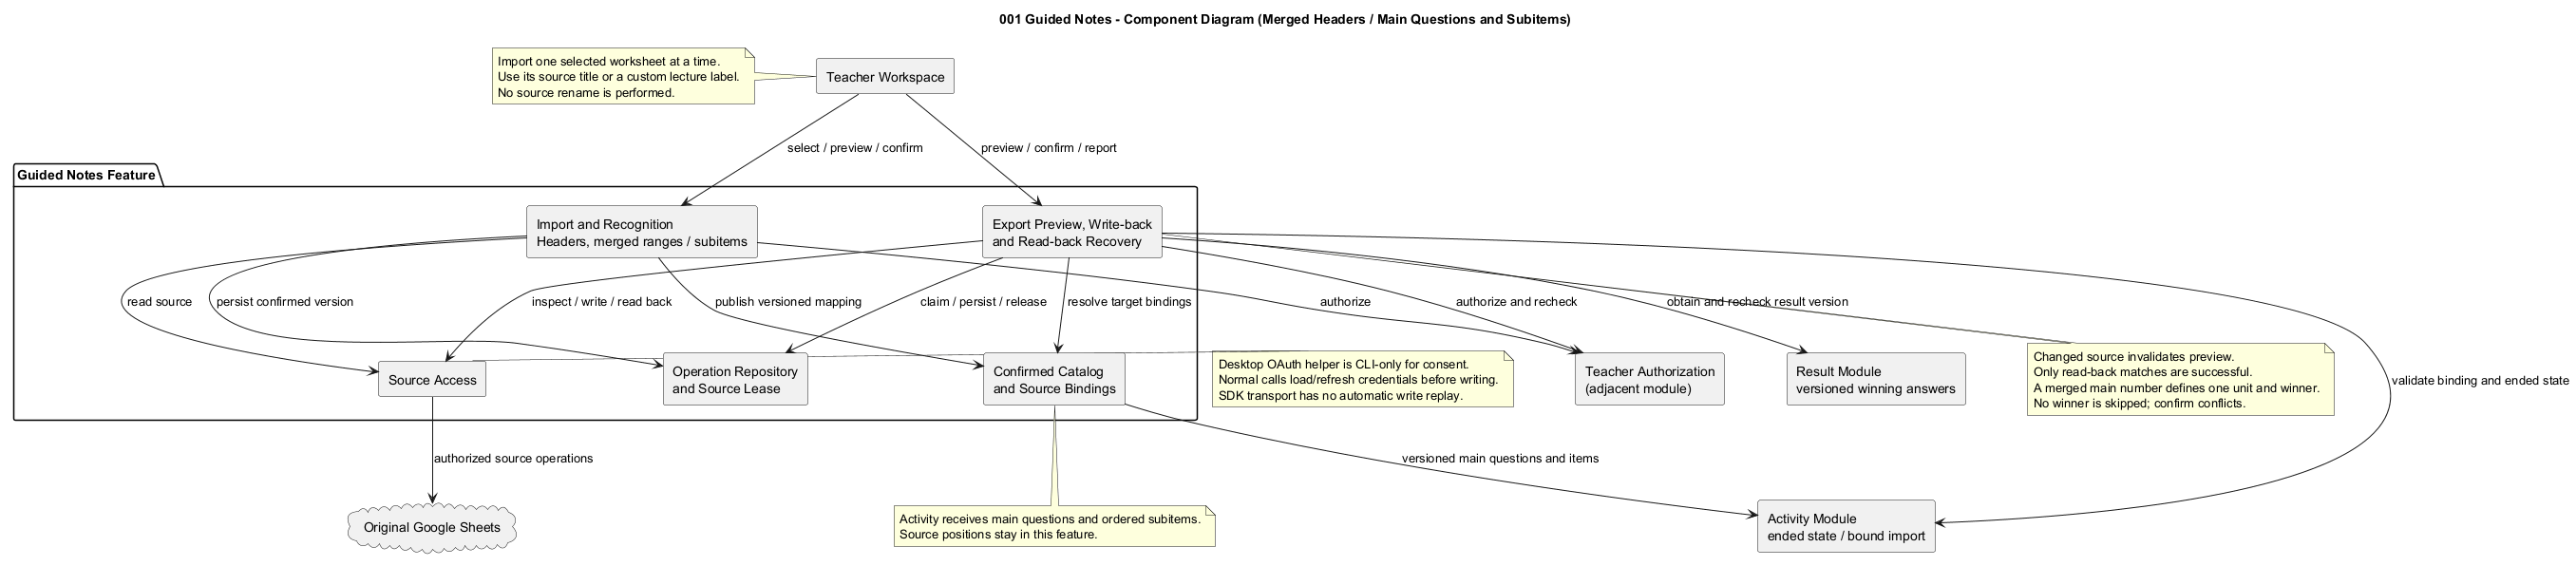 001 Guided Notes - Component Diagram (Merged Headers / Main Questions and Subitems)
Import one selected worksheet at a time.
Use its source title or a custom lecture label.
No source rename is performed.
Teacher Workspace
select / preview / confirm
preview / confirm / report
Guided Notes Feature
Import and Recognition
Headers, merged ranges / subitems
Export Preview, Write-back
and Read-back Recovery
read source
persist confirmed version
inspect / write / read back
publish versioned mapping
claim / persist / release
resolve target bindings
authorize
authorize and recheck
obtain and recheck result version
validate binding and ended state
Source Access
Operation Repository
and Source Lease
Confirmed Catalog
and Source Bindings
Desktop OAuth helper is CLI-only for consent.
Normal calls load/refresh credentials before writing.
SDK transport has no automatic write replay.
Teacher Authorization
(adjacent module)
Result Module
versioned winning answers
Changed source invalidates preview.
Only read-back matches are successful.
A merged main number defines one unit and winner.
No winner is skipped; confirm conflicts.
authorized source operations
versioned main questions and items
Original Google Sheets
Activity receives main questions and ordered subitems.
Source positions stay in this feature.
Activity Module
ended state / bound import